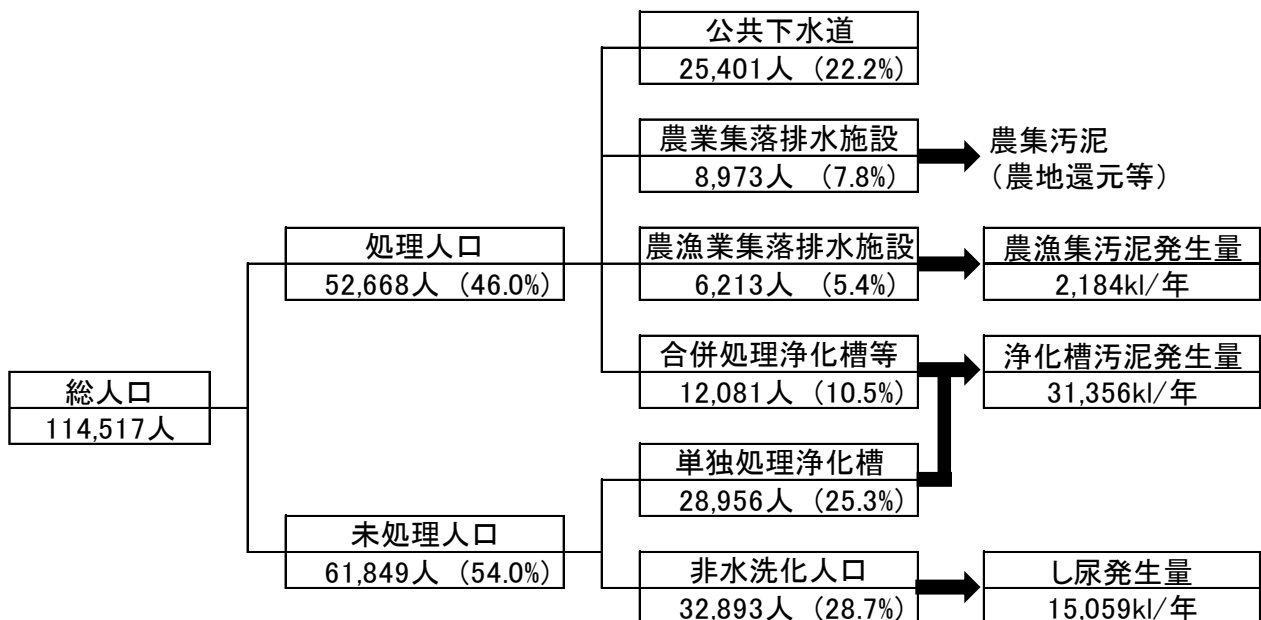 公共下水道
25,401人 (22.2%)
農業集落排水施設
8,973人 (7.8%)
農集汚泥
(農地還元等)
処理人口
52,668人 (46.0%)
農漁業集落排水施設
6,213人 (5.4%)
農漁集汚泥発生量
2,184kl/年
合併処理浄化槽等
12,081人 (10.5%)
浄化槽汚泥発生量
31,356kl/年
総人口
114,517人
単独処理浄化槽
28,956人 (25.3%)
未処理人口
61,849人 (54.0%)
非水洗化人口
32,893人 (28.7%)
し尿発生量
15,059kl/年